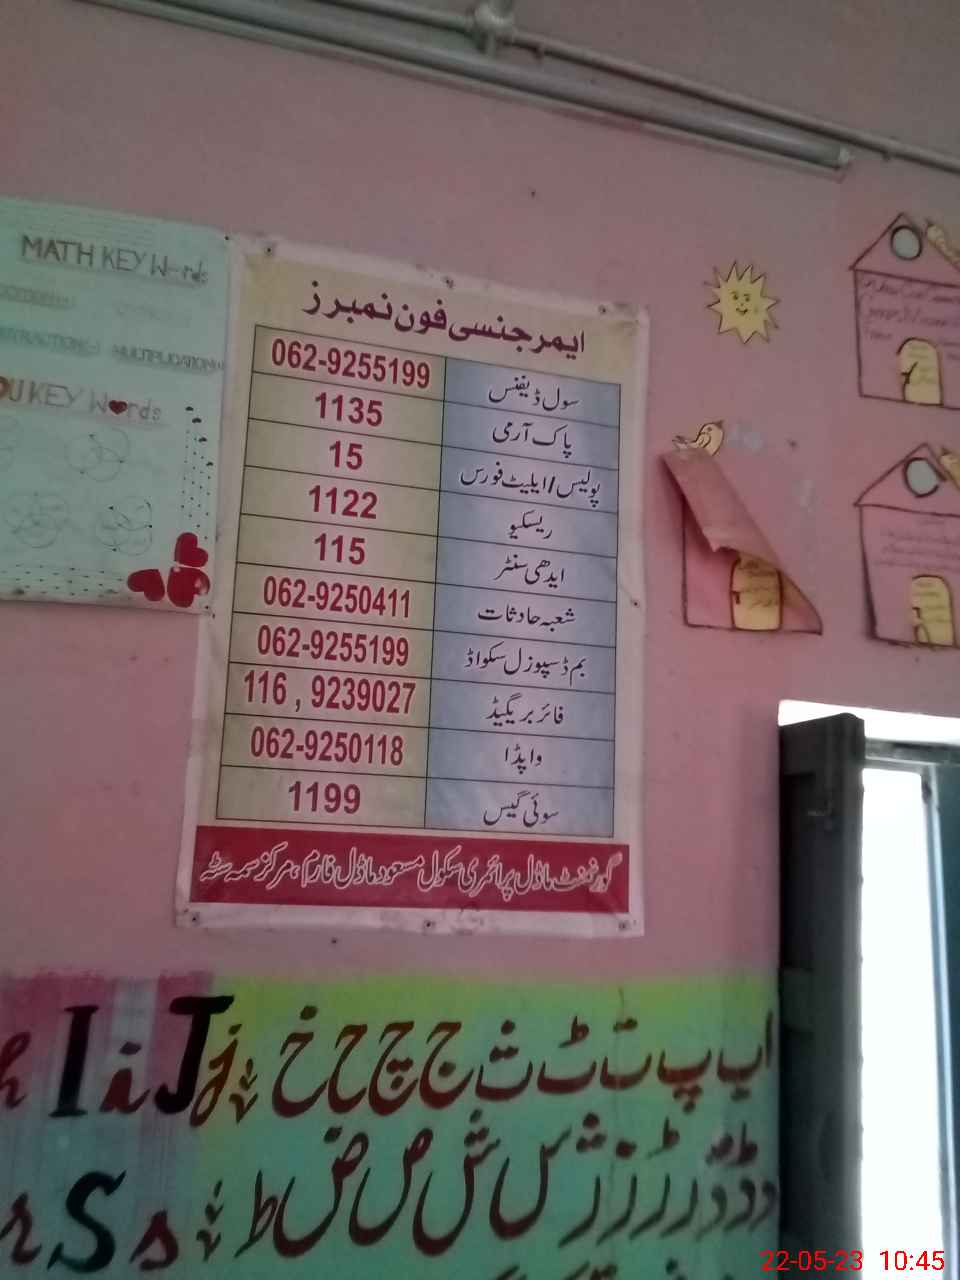 MATH KEY Words
MULTIPLICATION
KEY Words
ایمرجنسی فون نمبرز
سول ڈیفنس 062-9255199
پاک آرمی 1135
پولیس/ایلیٹ فورس 15
ریسکیو 1122
ایدھی سنٹر 115
شعبہ حادثات 062-9250411
بم ڈسپوزل سکواڈ 062-9255199
فائر بریگیڈ 116 , 9239027
واپڈا 062-9250118
سوئی گیس 1199
گورنمنٹ ماڈل پرائمری سکول مسعود ماڈل فارم ، مرکز سمہ سٹہ
h I i J j
ا ب پ ت ٹ ث ج چ ح خ
r S s
د ڈ ذ ر ڑ ز ژ س ش ص ض ط
22-05-23 10:45